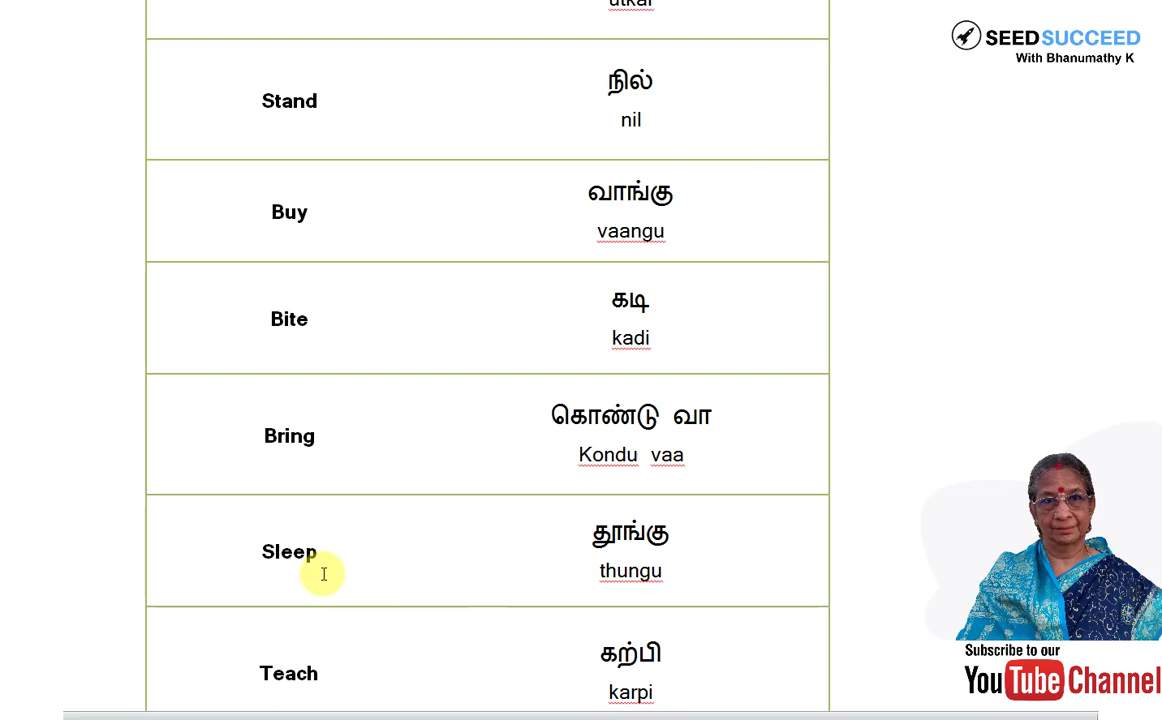 utkar
SEEDSUCCEED
With Bhanumathy K
Stand
நில்
nil
Buy
வாங்கு
vaangu
Bite
கடி
kadi
Bring
கொண்டு வா
Kondu vaa
Sleep
தூங்கு
thungu
Teach
கற்பி
karpi
Subscribe to our
YouTube Channel